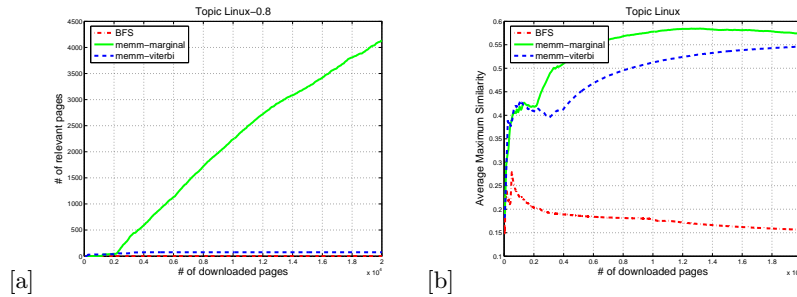 Topic Linux-0.8
4500
4000
3500
3000
2500
2000
1500
1000
500
0
# of relevant pages
BFS
memm-marginal
memm-viterbi
0 0.2 0.4 0.6 0.8 1 1.2 1.4 1.6 1.8 2
# of downloaded pages
[a]
Topic Linux
0.6
0.55
0.5
0.45
0.4
0.35
0.3
0.25
0.2
0.15
0.1
Average Maximum Similarity
BFS
memm-marginal
memm-viterbi
0 0.2 0.4 0.6 0.8 1 1.2 1.4 1.6 1.8
# of downloaded pages
[b]